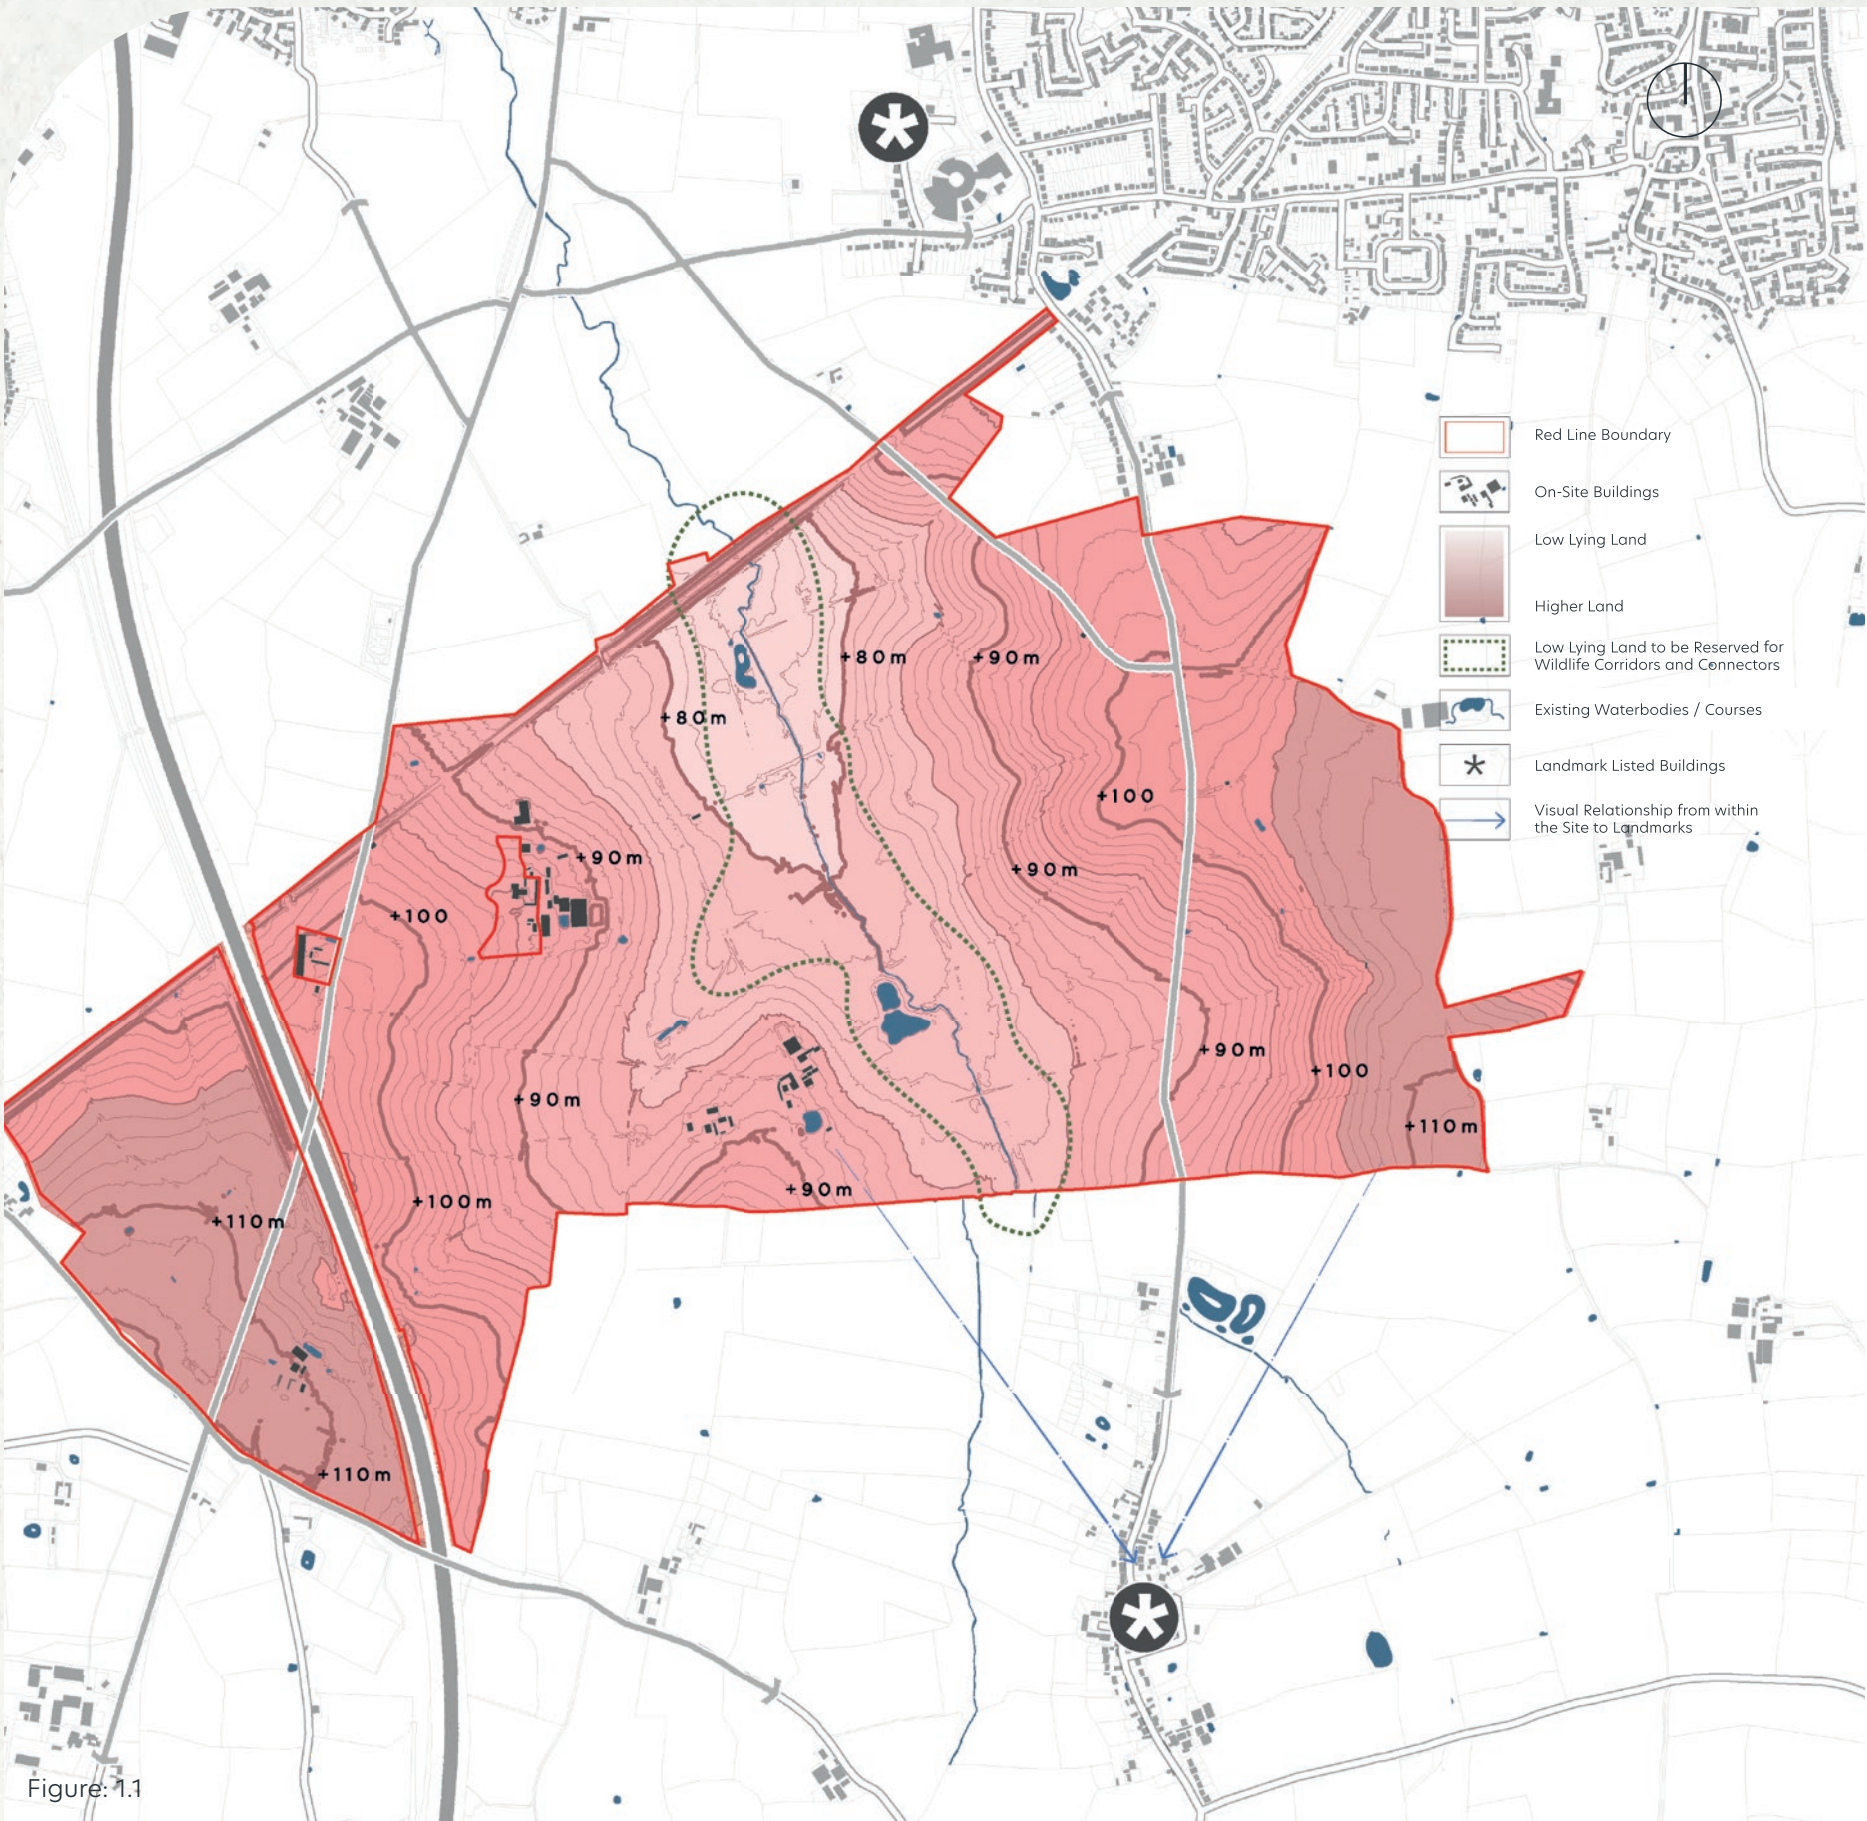 Red Line Boundary
On-Site Buildings
Low Lying Land
Higher Land
Low Lying Land to be Reserved for
Wildlife Corridors and Connectors
Existing Waterbodies / Courses
Landmark Listed Buildings
Visual Relationship from within
the Site to Landmarks
+80m
+90m
+80m
+100
+90m
+90m
+100
+90m
+100
+90m
+110m
+90m
+100m
+110m
+110m
Figure: 1.1